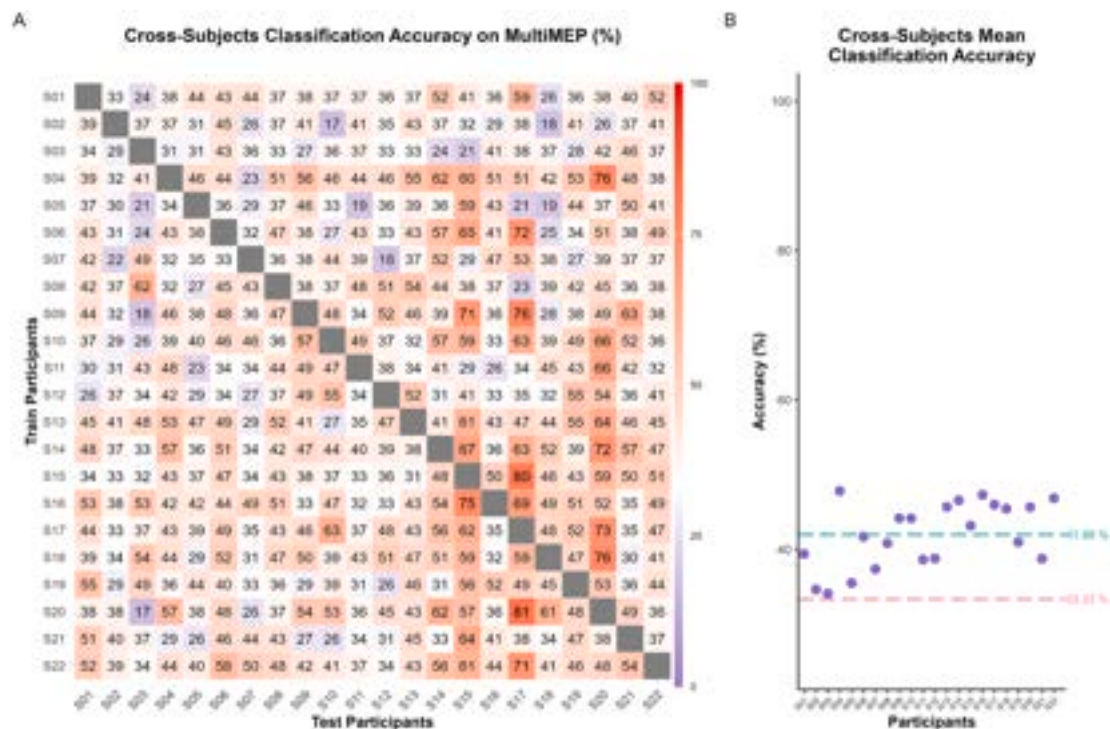 A
B
Cross-Subjects Classification Accuracy on MultiMEP (%)
Cross-Subjects Mean
Classification Accuracy
S01 33 24 38 44 43 44 37 38 37 37 36 37 52 41 36 59 26 36 38 40 52
S02 39 37 37 31 45 26 37 41 17 41 35 43 37 32 29 38 18 41 26 37 41
S03 34 29 31 31 43 36 33 27 36 37 33 33 24 21 41 38 37 28 42 46 37
S04 39 32 41 46 44 23 51 56 46 44 46 55 62 60 51 51 42 53 76 48 38
S05 37 30 21 34 36 29 37 46 33 19 36 39 36 59 43 21 19 44 37 50 41
S06 43 31 24 43 38 32 47 38 27 43 33 43 57 65 41 72 25 34 51 38 49
S07 42 22 49 32 35 33 36 38 44 39 18 37 52 29 47 53 38 27 39 37 37
S08 42 37 62 32 27 45 43 38 37 48 51 54 44 38 37 23 39 42 45 36 38
S09 44 32 18 46 38 48 36 47 48 34 52 46 39 71 36 76 28 38 49 63 38
S10 37 29 26 39 40 46 46 36 57 49 37 32 57 59 33 63 39 49 66 52 36
S11 30 31 43 48 23 34 34 44 49 47 38 34 41 29 26 34 45 43 66 42 32
S12 26 37 34 42 29 34 27 37 49 55 34 52 31 41 33 35 32 55 54 36 41
S13 45 41 48 53 47 49 29 52 41 27 35 47 41 61 43 47 44 55 64 46 45
S14 48 37 33 57 36 51 34 42 47 44 40 39 38 67 36 63 52 39 72 57 47
S15 34 33 32 43 37 47 34 43 38 37 33 36 31 48 50 80 46 43 59 50 51
S16 53 38 53 42 42 44 49 51 33 47 32 33 43 54 75 69 49 51 52 35 49
S17 44 33 37 43 39 49 35 43 46 63 37 48 43 56 62 48 52 73 35 47
S18 39 34 54 44 29 52 31 47 50 39 43 51 47 51 59 32 59 47 76 30 41
S19 55 29 49 36 44 40 33 36 29 39 31 26 46 31 56 52 49 45 53 36 44
S20 38 38 17 57 38 48 26 37 54 53 36 45 43 62 57 36 81 61 48 49 36
S21 51 40 37 29 26 46 44 43 27 26 34 31 45 33 64 41 38 34 47 38 37
S22 52 39 34 44 40 58 50 48 42 41 37 34 43 56 61 44 71 41 46 48 54
S01 S02 S03 S04 S05 S06 S07 S08 S09 S10 S11 S12 S13 S14 S15 S16 S17 S18 S19 S20 S21 S22
Train Participants
Test Participants
100
75
50
25
0
100
80
60
40
Accuracy (%)
Participants